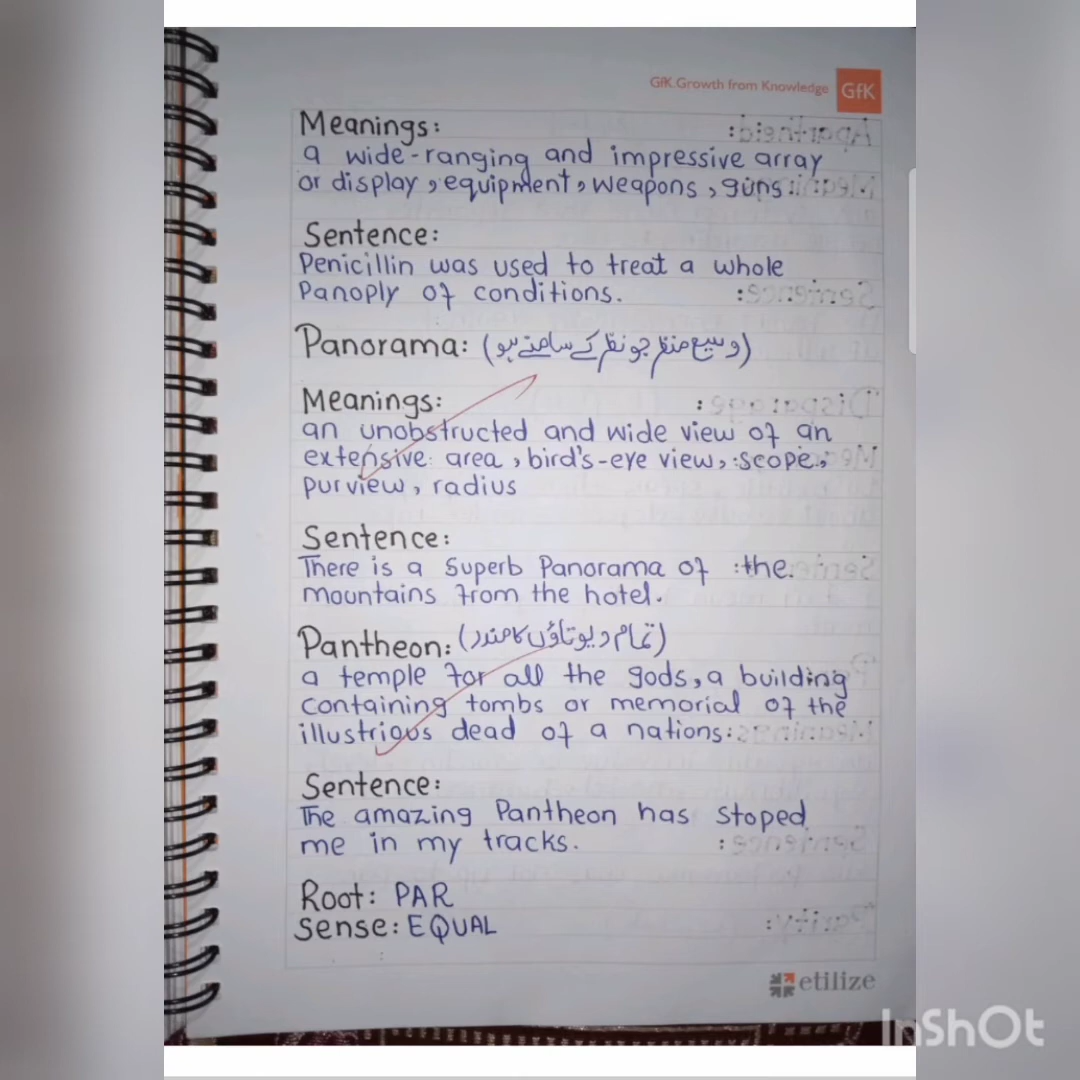 GfK. Growth from Knowledge GfK
Meanings:
a wide-ranging and impressive array
or display, equipment, weapons, guns.
Sentence:
Penicillin was used to treat a whole
Panoply of conditions.
Panorama: (وسیع منظر جو نظر کے سامنے ہو)
Meanings:
an unobstructed and wide view of an
extensive area, bird's-eye view, scope,
purview, radius
Sentence:
There is a superb Panorama of the
mountains from the hotel.
Pantheon: (تمام دیوتاؤں کا مندر)
a temple for all the gods, a building
containing tombs or memorial of the
illustrious dead of a nations.
Sentence:
The amazing Pantheon has stoped
me in my tracks.
Root: PAR
Sense: EQUAL
etilize
InShOt